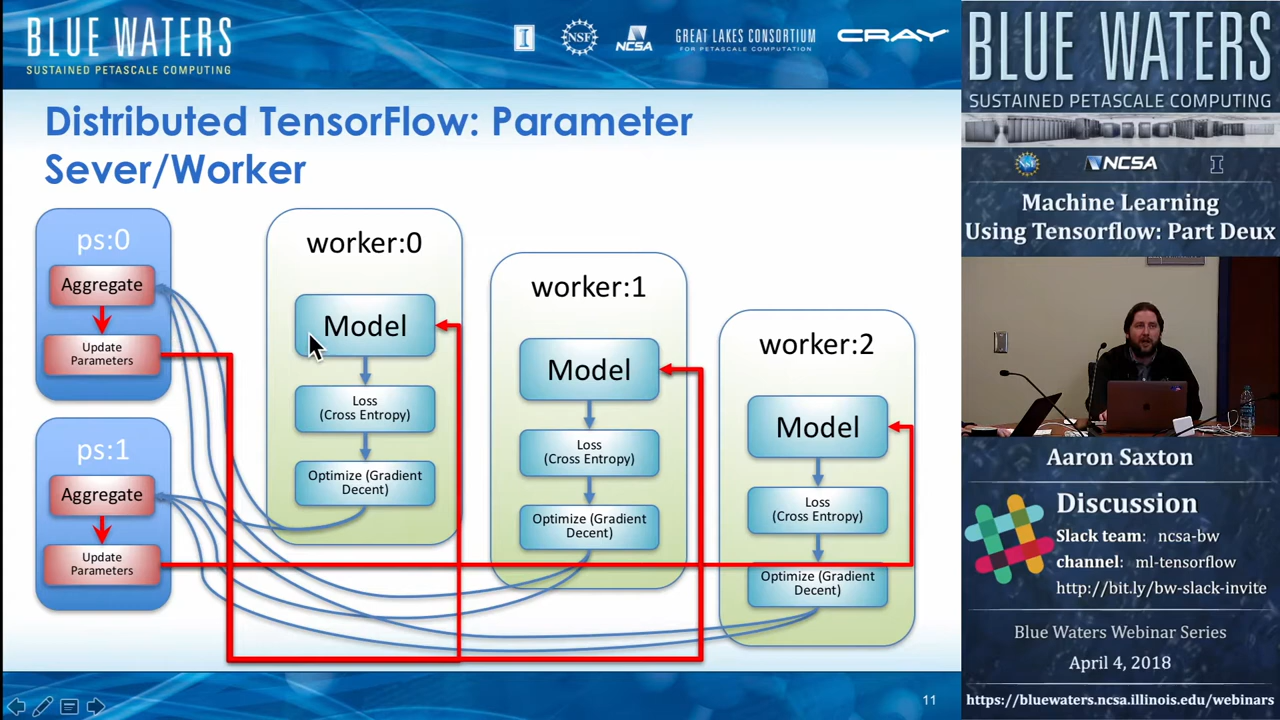 BLUE WATERS
SUSTAINED PETASCALE COMPUTING
I
NSF
NCSA
GREAT LAKES CONSORTIUM
FOR PETASCALE COMPUTATION
CRAY
Distributed TensorFlow: Parameter
Sever/Worker
ps:0
Aggregate
Update
Parameters
ps:1
Aggregate
Update
Parameters
worker:0
Model
Loss
(Cross Entropy)
Optimize (Gradient
Decent)
worker:1
Model
Loss
(Cross Entropy)
Optimize (Gradient
Decent)
worker:2
Model
Loss
(Cross Entropy)
Optimize (Gradient
Decent)
11
BLUE WATERS
SUSTAINED PETASCALE COMPUTING
NSF
NCSA
I
Machine Learning
Using Tensorflow: Part Deux
Aaron Saxton
Discussion
Slack team: ncsa-bw
channel: ml-tensorflow
http://bit.ly/bw-slack-invite
Blue Waters Webinar Series
April 4, 2018
https://bluewaters.ncsa.illinois.edu/webinars